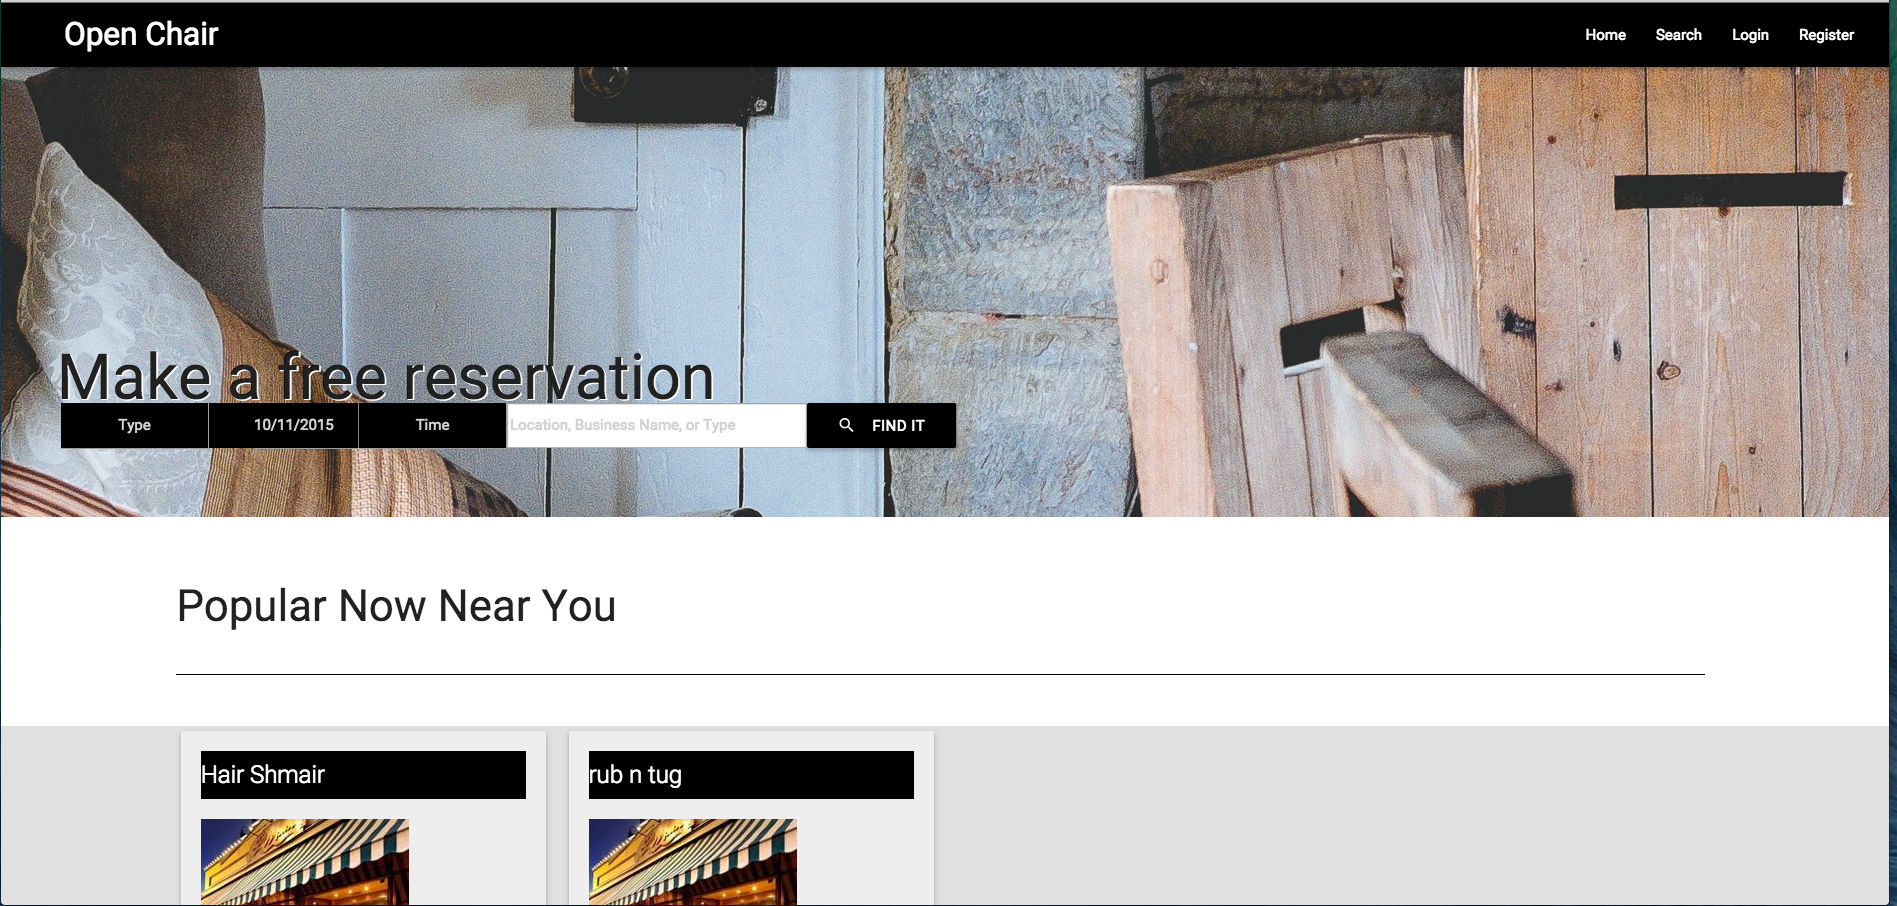 Open Chair
Home Search Login Register
Make a free reservation
Type 10/11/2015 Time Location, Business Name, or Type FIND IT
Popular Now Near You
Hair Shmair
rub n tug